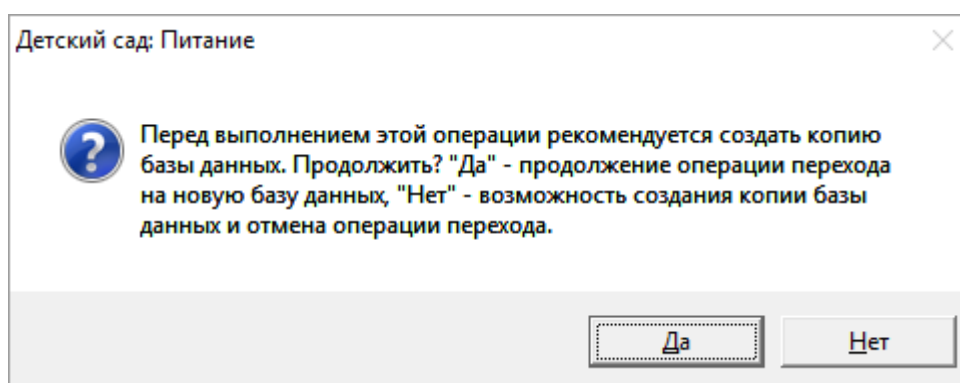 Детский сад: Питание
Перед выполнением этой операции рекомендуется создать копию
базы данных. Продолжить? "Да" - продолжение операции перехода
на новую базу данных, "Нет" - возможность создания копии базы
данных и отмена операции перехода.
Да
Нет